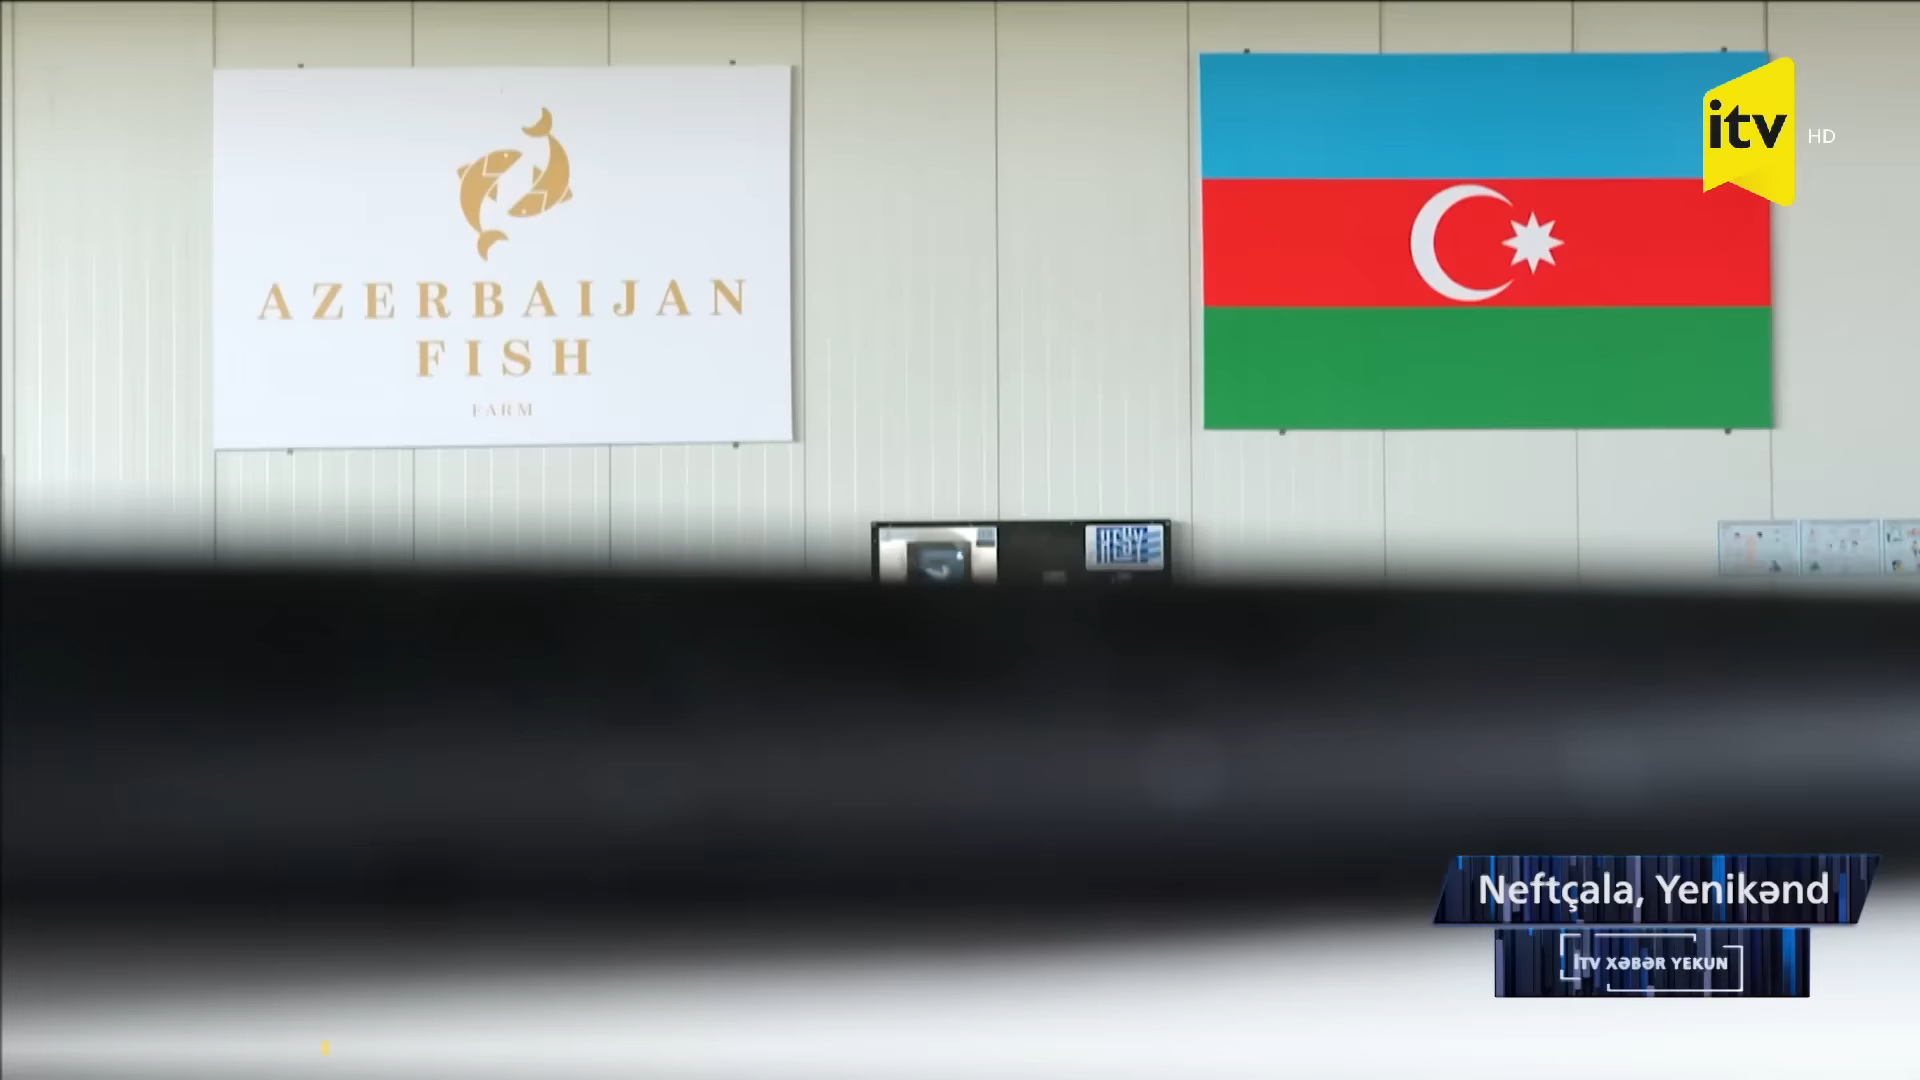 AZERBAIJAN
FISH
FARM
itv HD
Neftçala, Yenikənd
İTV XƏBƏR YEKUN